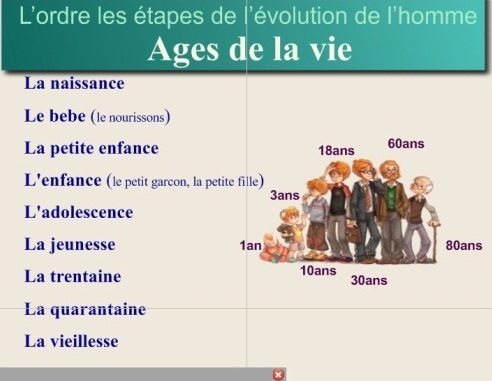 L'ordre les étapes de l'évolution de l'homme
Ages de la vie
La naissance
Le bebe (le nourissons)
La petite enfance
L'enfance (le petit garcon, la petite fille)
L'adolescence
La jeunesse
La trentaine
La quarantaine
La vieillesse
1an
3ans
10ans
18ans
30ans
60ans
80ans